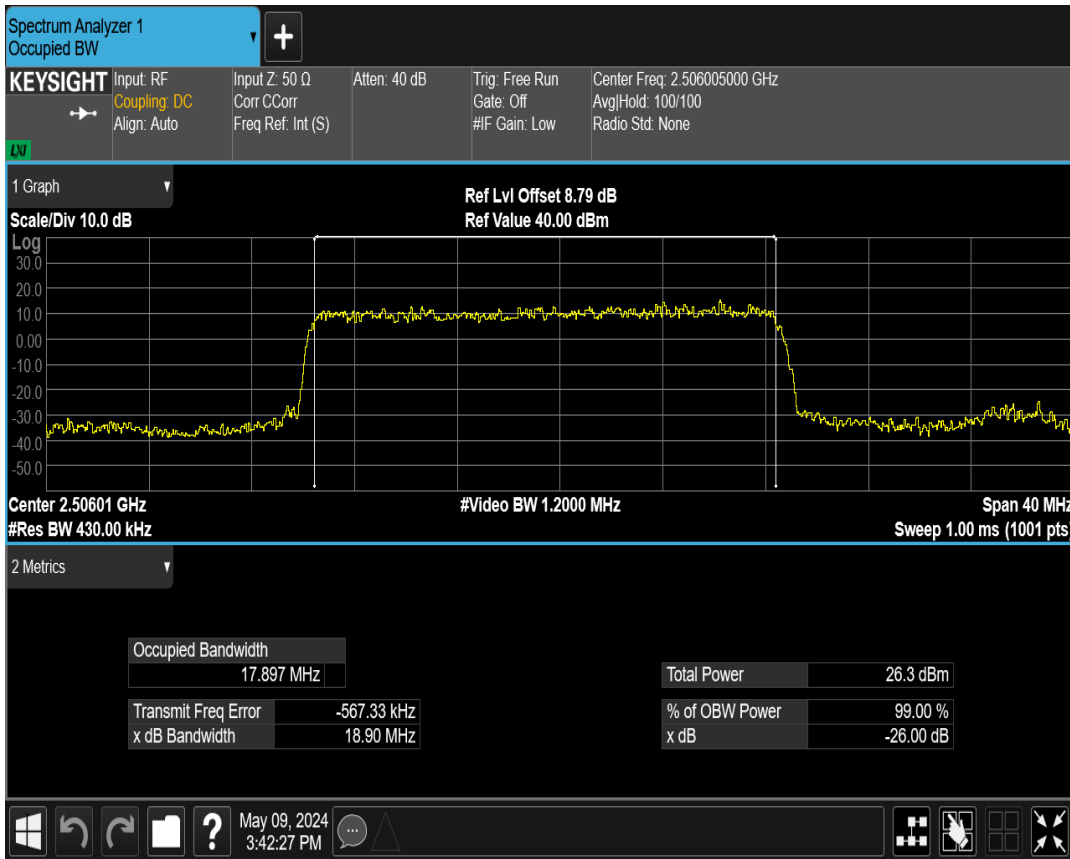 Spectrum Analyzer 1
Occupied BW
KEYSIGHT
LXI
Input: RF
Coupling: DC
Align: Auto
Input Z: 50 Ω
Corr CCorr
Freq Ref: Int (S)
Atten: 40 dB
Trig: Free Run
Gate: Off
#IF Gain: Low
Center Freq: 2.506005000 GHz
Avg|Hold: 100/100
Radio Std: None
1 Graph
Scale/Div 10.0 dB
Ref Lvl Offset 8.79 dB
Ref Value 40.00 dBm
Log
30.0
20.0
10.0
0.00
-10.0
-20.0
-30.0
-40.0
-50.0
Center 2.50601 GHz
#Video BW 1.2000 MHz
Span 40 MHz
#Res BW 430.00 kHz
Sweep 1.00 ms (1001 pts)
2 Metrics
Occupied Bandwidth
17.897 MHz
Total Power 26.3 dBm
Transmit Freq Error -567.33 kHz
% of OBW Power 99.00 %
x dB Bandwidth 18.90 MHz
x dB -26.00 dB
?
May 09, 2024
3:42:27 PM